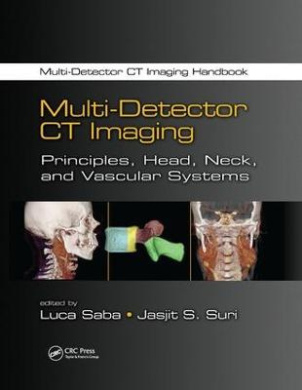 Multi-Detector CT Imaging Handbook
Multi-Detector
CT Imaging
Principles, Head, Neck,
and Vascular Systems
edited by
Luca Saba • Jasjit S. Suri
CRC Press
Taylor & Francis Group